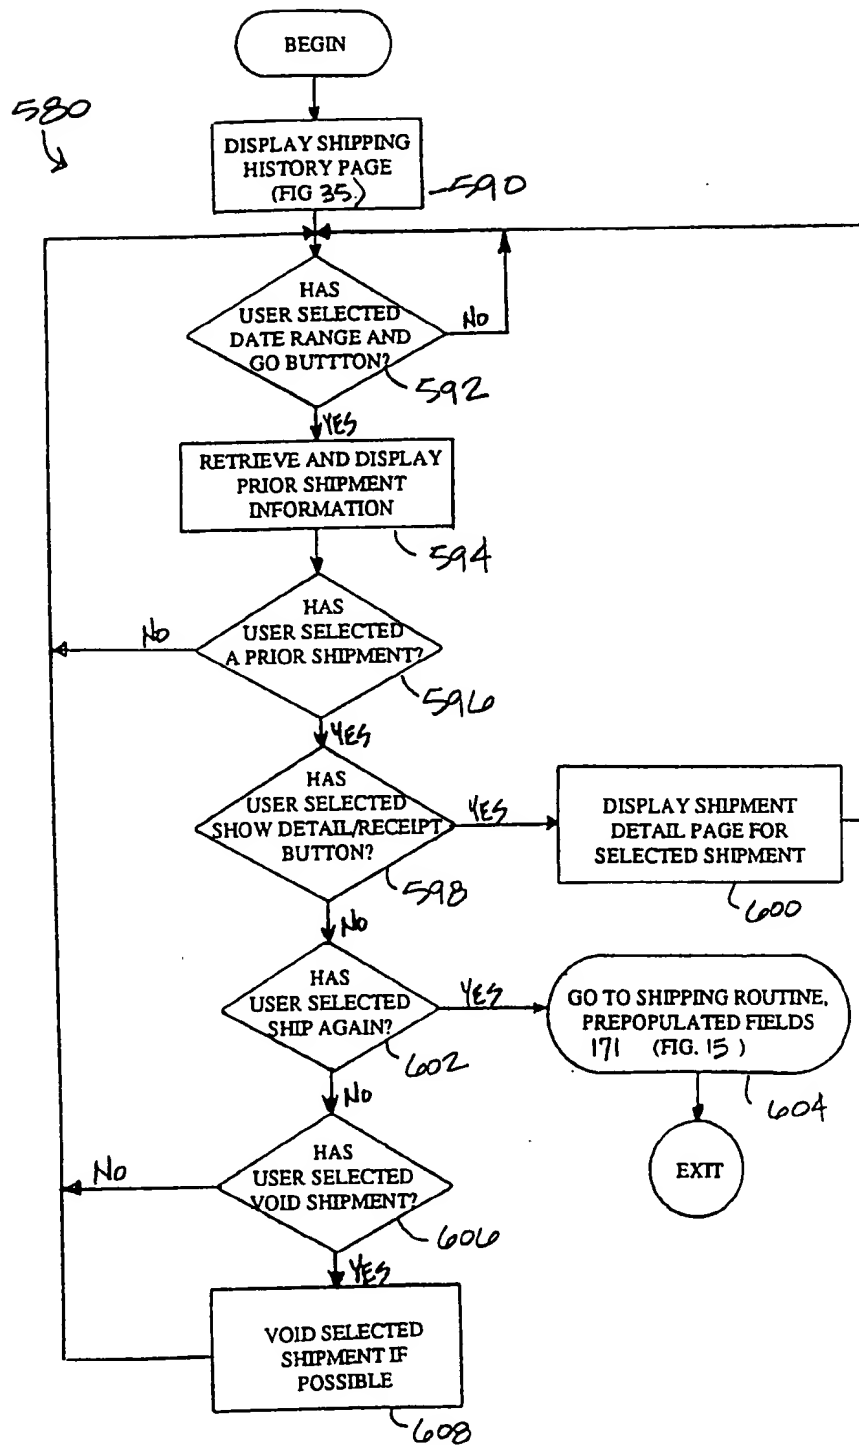 BEGIN
580
DISPLAY SHIPPING
HISTORY PAGE
(FIG 35.)
590
HAS
USER SELECTED
DATE RANGE AND
GO BUTTTON?
NO
592
YES
RETRIEVE AND DISPLAY
PRIOR SHIPMENT
INFORMATION
594
HAS
USER SELECTED
A PRIOR SHIPMENT?
NO
596
YES
HAS
USER SELECTED
SHOW DETAIL/RECEIPT
BUTTON?
YES
598
DISPLAY SHIPMENT
DETAIL PAGE FOR
SELECTED SHIPMENT
600
NO
HAS
USER SELECTED
SHIP AGAIN?
YES
602
GO TO SHIPPING ROUTINE,
PREPOPULATED FIELDS
171 (FIG. 15)
604
NO
EXIT
HAS
USER SELECTED
VOID SHIPMENT?
NO
606
YES
VOID SELECTED
SHIPMENT IF
POSSIBLE
608